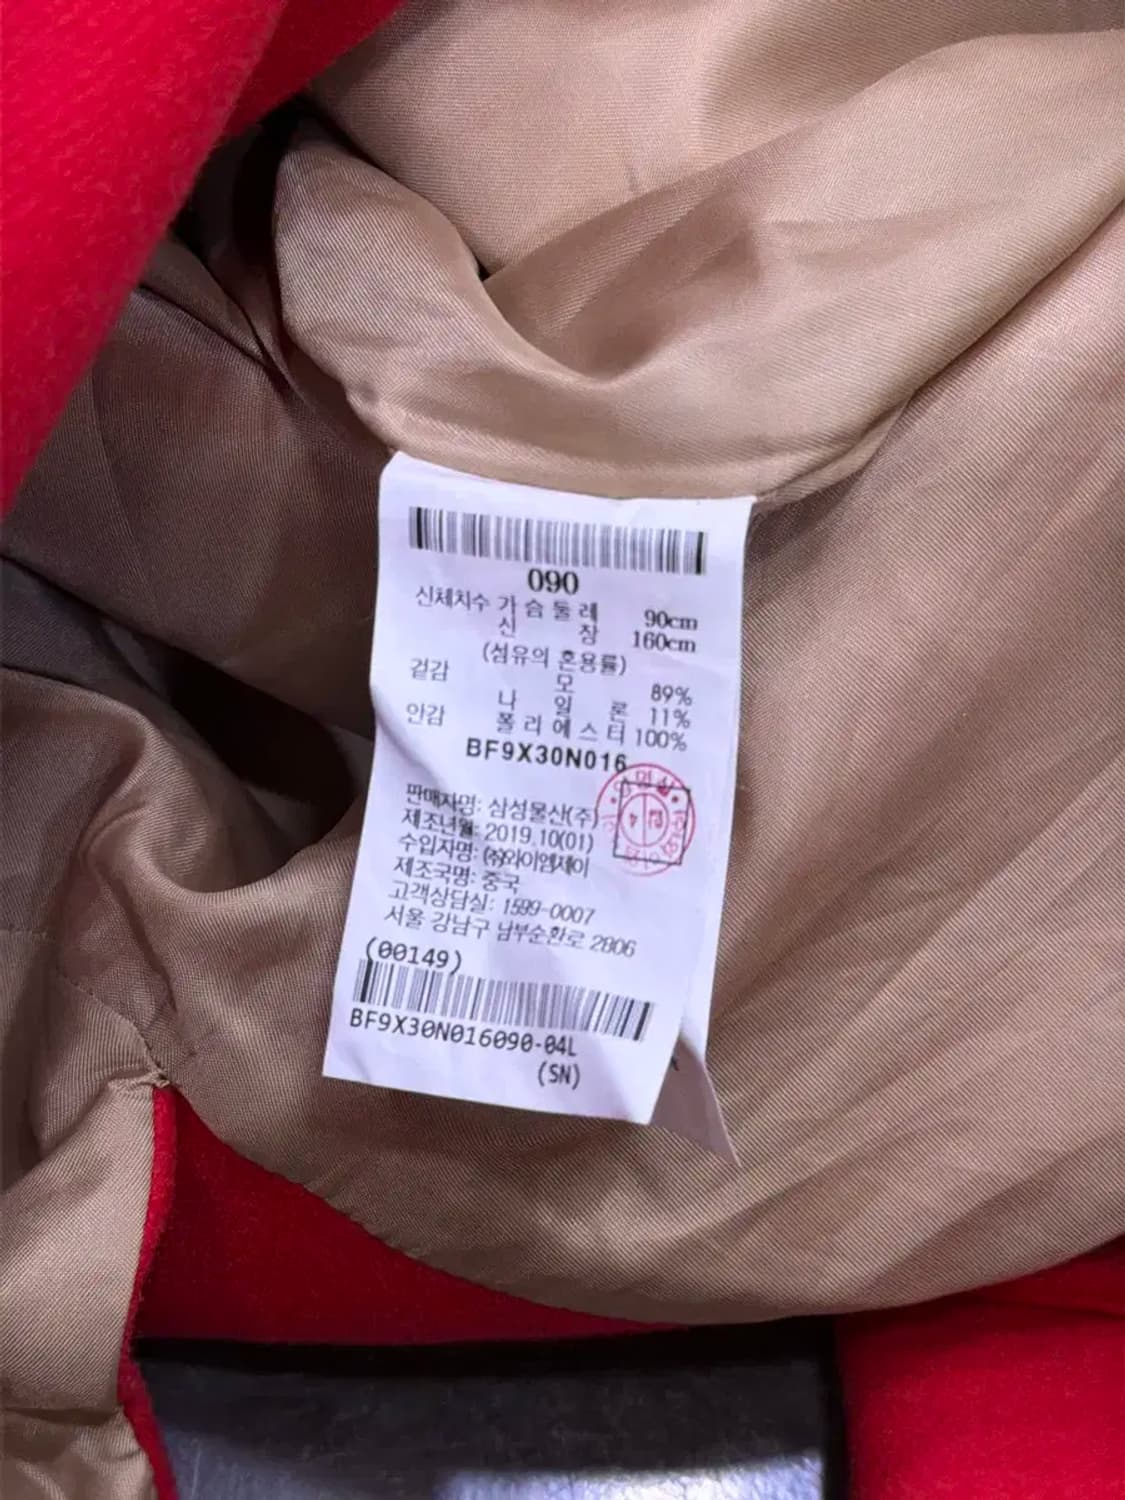 090
신체치수 가슴둘레 90cm
신 장 160cm
(섬유의 혼용률)
겉감 모 89%
나일론 11%
안감 폴리에스터 100%
BF9X30N016
판매자명: 삼성물산(주)
제조년월: 2019.10(01)
수입자명: (주)와이엠제이
제조국명: 중국
고객상담실: 1599-0007
서울 강남구 남부순환로 2806
(00149)
BF9X30N016090-04L
(SN)